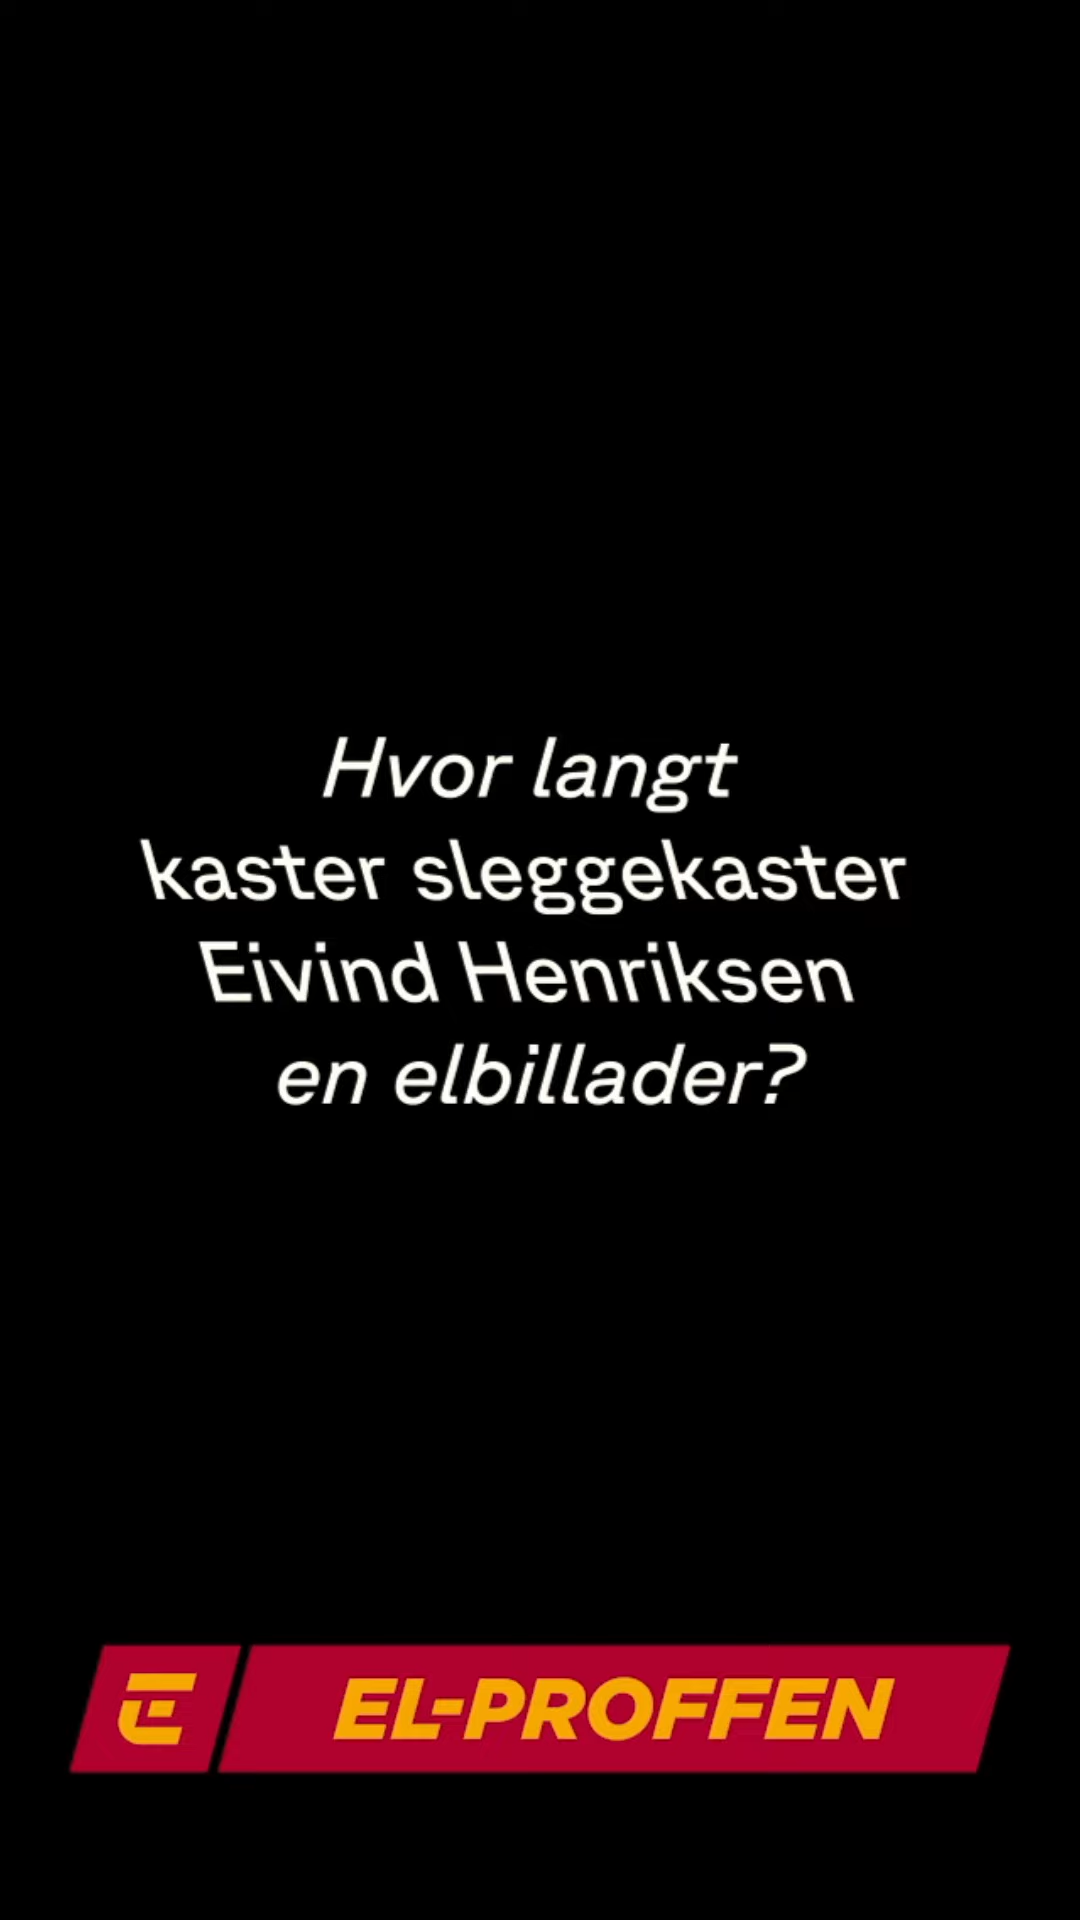 Hvor langt
kaster sleggekaster
Eivind Henriksen
en elbillader?
E EL-PROFFEN